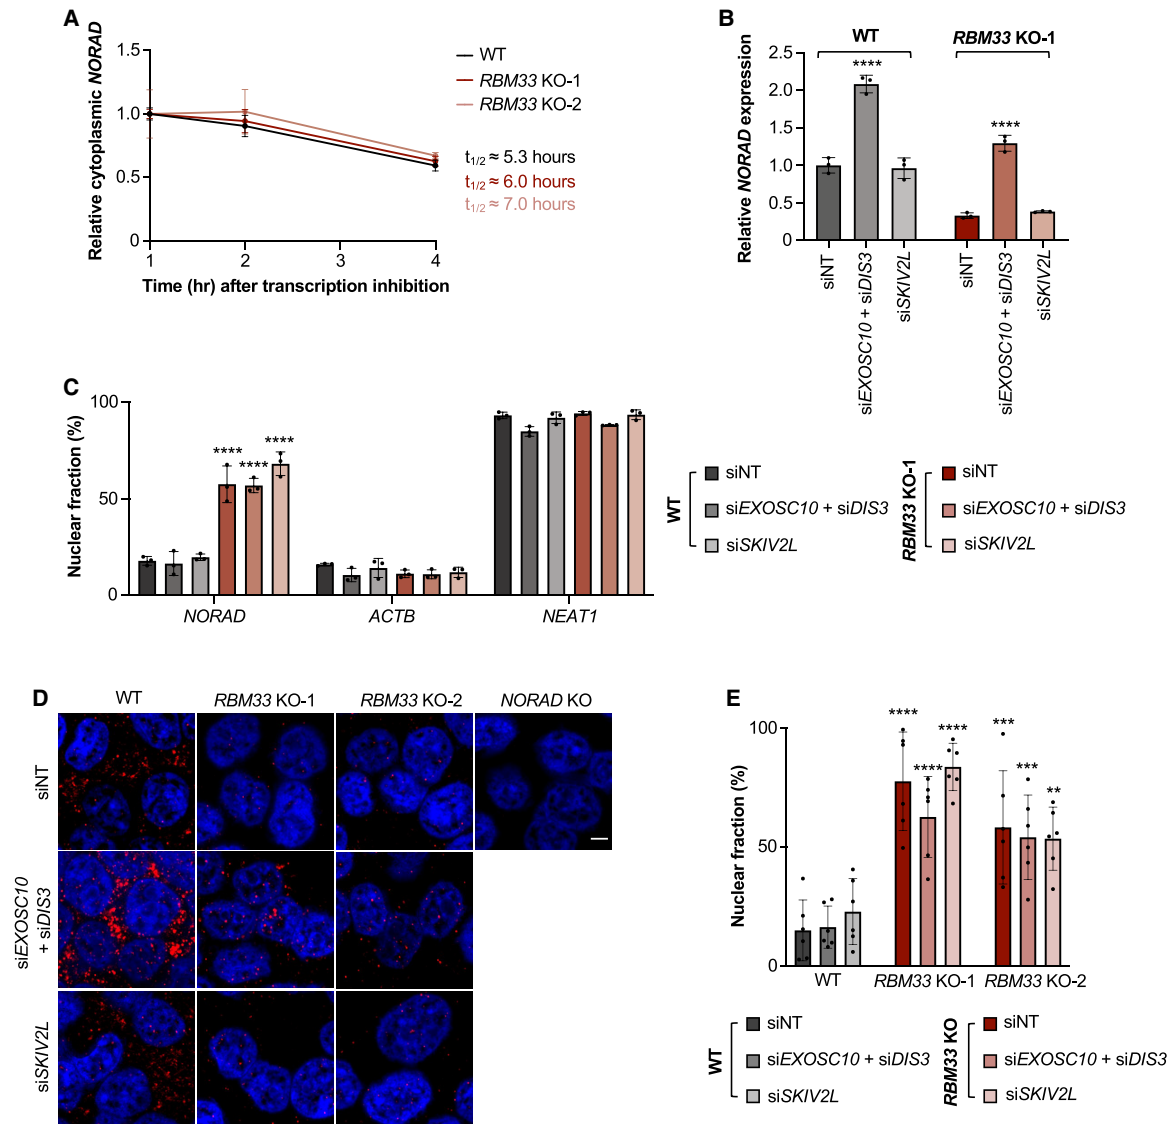 A
1.5
1.0
0.5
0
Relative cytoplasmic NORAD
1
2
3
4
Time (hr) after transcription inhibition
WT
RBM33 KO-1
RBM33 KO-2
t1/2 ≈ 5.3 hours
t1/2 ≈ 6.0 hours
t1/2 ≈ 7.0 hours
B
WT
RBM33 KO-1
2.5
2.0
1.5
1.0
0.5
0
Relative NORAD expression
****
****
siNT
siEXOSC10 + siDIS3
siSKIV2L
siNT
siEXOSC10 + siDIS3
siSKIV2L
C
100
50
0
Nuclear fraction (%)
****
****
****
NORAD
ACTB
NEAT1
WT
siNT
siEXOSC10 + siDIS3
siSKIV2L
RBM33 KO-1
siNT
siEXOSC10 + siDIS3
siSKIV2L
D
WT
RBM33 KO-1
RBM33 KO-2
NORAD KO
siNT
siEXOSC10
+ siDIS3
siSKIV2L
E
100
50
0
Nuclear fraction (%)
****
****
****
***
***
**
WT
RBM33 KO-1
RBM33 KO-2
WT
siNT
siEXOSC10 + siDIS3
siSKIV2L
RBM33 KO
siNT
siEXOSC10 + siDIS3
siSKIV2L